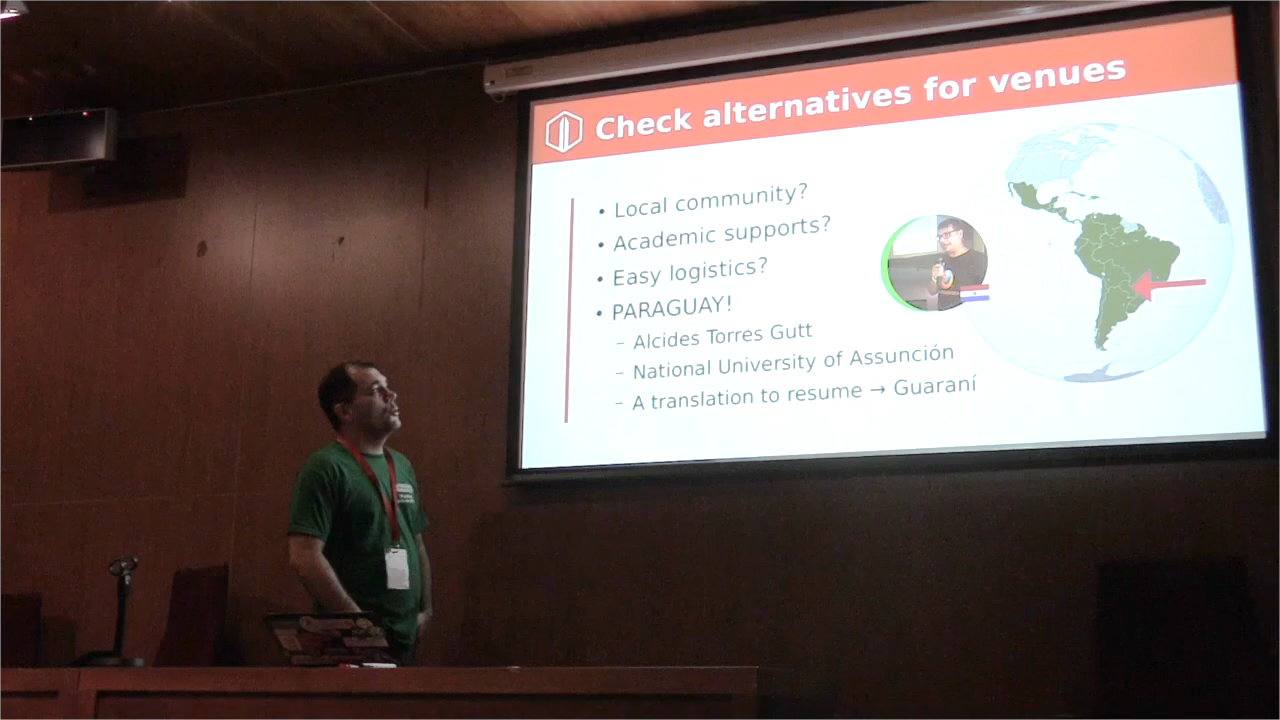 Check alternatives for venues
• Local community?
• Academic supports?
• Easy logistics?
• PARAGUAY!
– Alcides Torres Gutt
– National University of Assunción
– A translation to resume → Guaraní